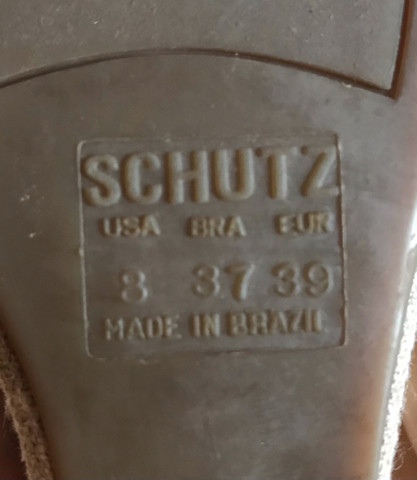 SCHUTZ
USA BRA EUR
8 37 39
MADE IN BRAZIL